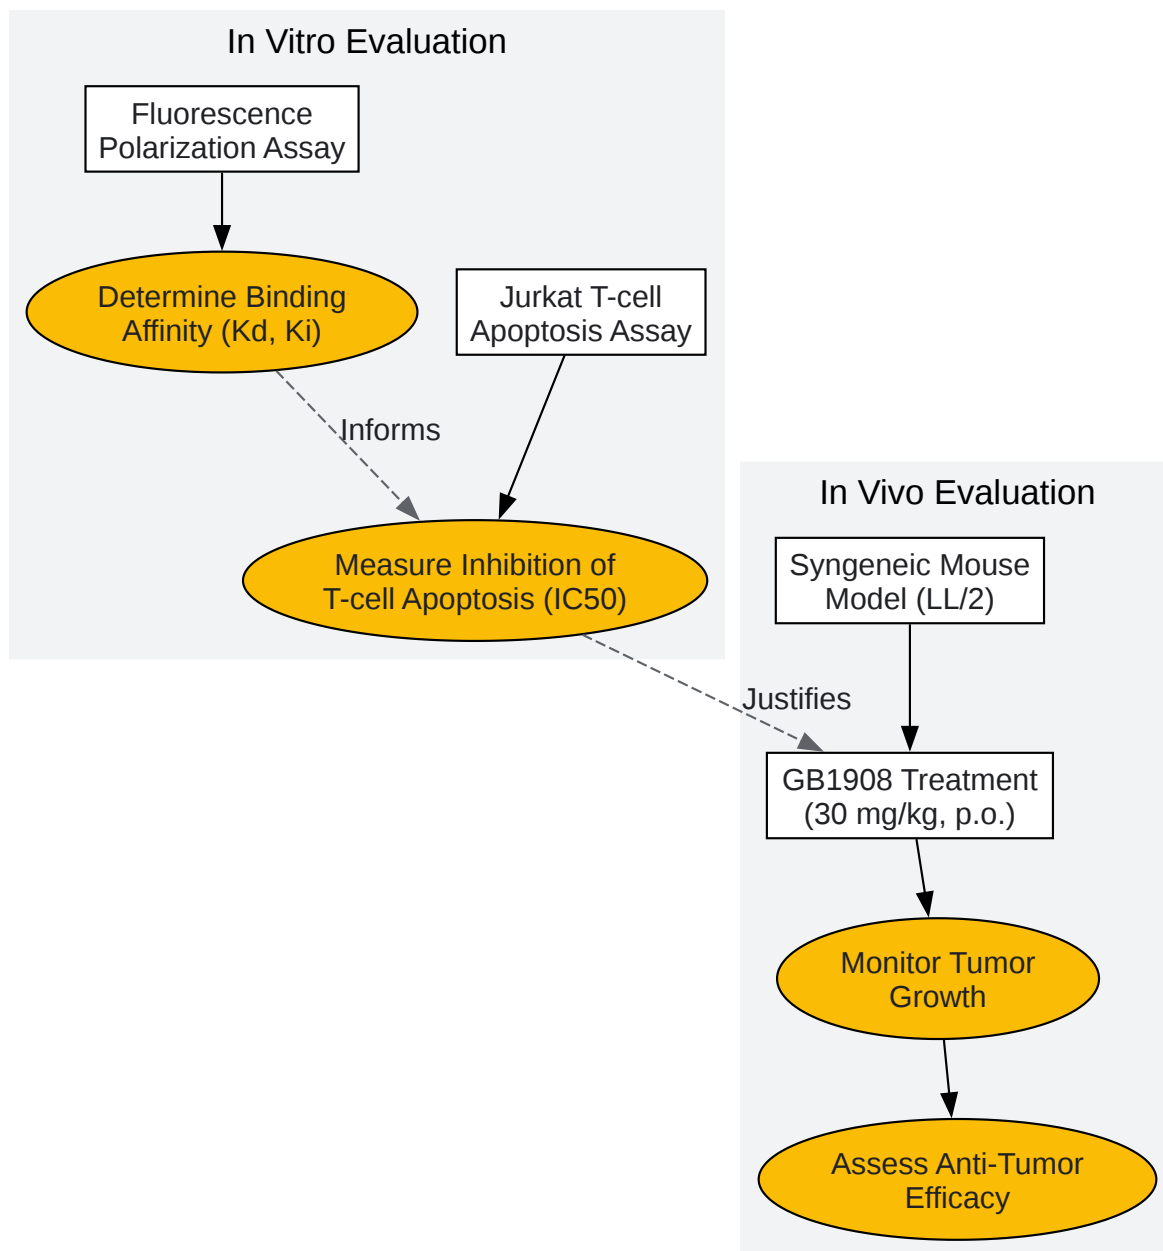 In Vitro Evaluation
Fluorescence
Polarization Assay
Determine Binding
Affinity (Kd, Ki)
Jurkat T-cell
Apoptosis Assay
Informs
Measure Inhibition of
T-cell Apoptosis (IC50)
In Vivo Evaluation
Syngeneic Mouse
Model (LL/2)
Justifies
GB1908 Treatment
(30 mg/kg, p.o.)
Monitor Tumor
Growth
Assess Anti-Tumor
Efficacy